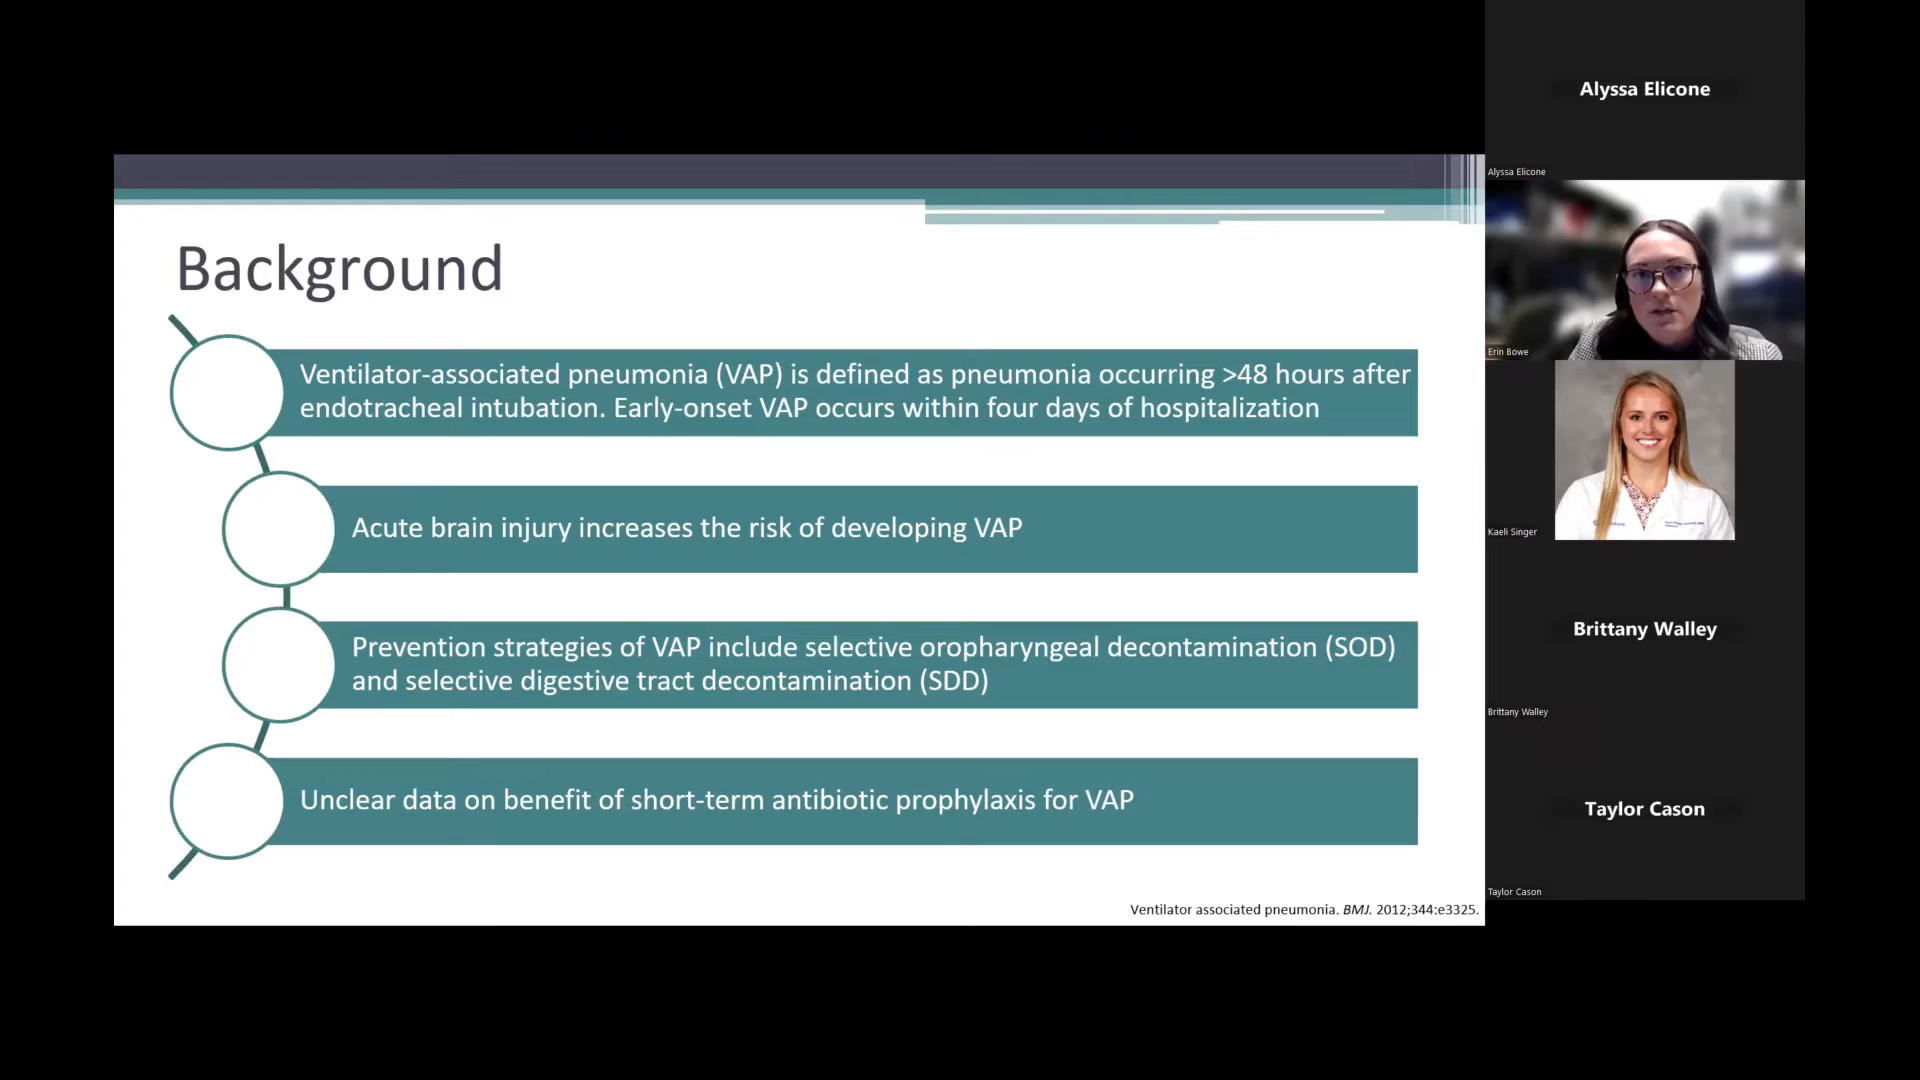 Background
Ventilator-associated pneumonia (VAP) is defined as pneumonia occurring >48 hours after
endotracheal intubation. Early-onset VAP occurs within four days of hospitalization
Acute brain injury increases the risk of developing VAP
Prevention strategies of VAP include selective oropharyngeal decontamination (SOD)
and selective digestive tract decontamination (SDD)
Unclear data on benefit of short-term antibiotic prophylaxis for VAP
Ventilator associated pneumonia. BMJ. 2012;344:e3325.
Alyssa Elicone
Alyssa Elicone
Erin Bowe
Kaeli Singer
Brittany Walley
Brittany Walley
Taylor Cason
Taylor Cason